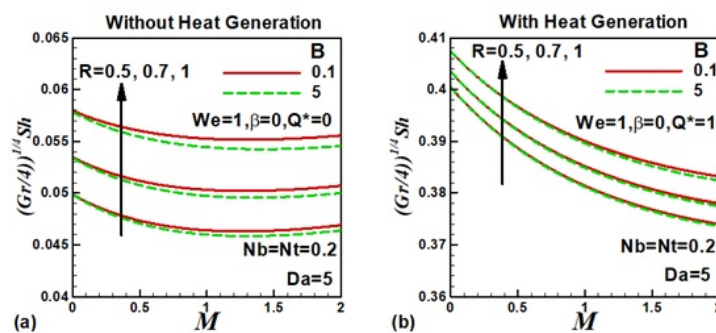 Without Heat Generation
0.065
0.06
0.055
0.05
0.045
0.04
(Gr/4))^1/4 Sh
R=0.5, 0.7, 1
B
0.1
5
We=1,β=0,Q*=0
Nb=Nt=0.2
Da=5
0 0.5 1 1.5 2
M
(a)
With Heat Generation
0.41
0.4
0.39
0.38
0.37
0.36
(Gr/4))^1/4 Sh
R=0.5, 0.7, 1
B
0.1
5
We=1,β=0,Q*=1
Nb=Nt=0.2
Da=5
0 0.5 1 1.5 2
M
(b)